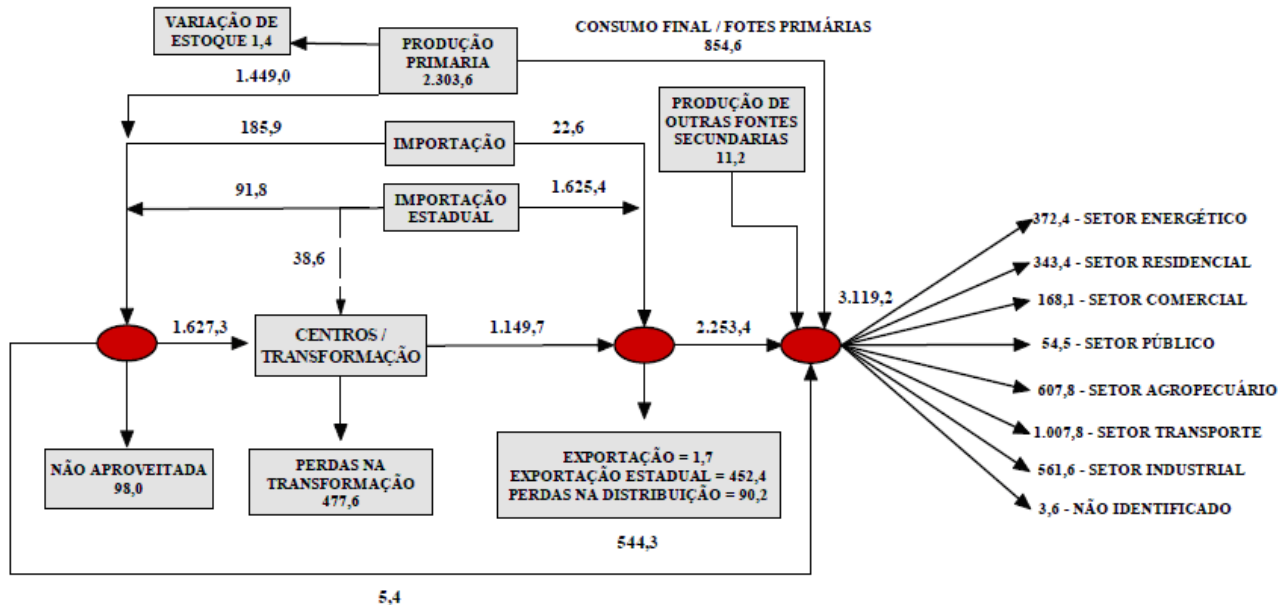 VARIAÇÃO DE
ESTOQUE 1,4
PRODUÇÃO
PRIMARIA
2.303,6
CONSUMO FINAL / FOTES PRIMÁRIAS
854,6
1.449,0
PRODUÇÃO DE
OUTRAS FONTES
SECUNDARIAS
11,2
185,9
IMPORTAÇÃO
22,6
91,8
IMPORTAÇÃO
ESTADUAL
1.625,4
38,6
1.627,3
CENTROS /
TRANSFORMAÇÃO
1.149,7
2.253,4
3.119,2
372,4 - SETOR ENERGÉTICO
343,4 - SETOR RESIDENCIAL
168,1 - SETOR COMERCIAL
54,5 - SETOR PÚBLICO
607,8 - SETOR AGROPECUÁRIO
1.007,8 - SETOR TRANSPORTE
561,6 - SETOR INDUSTRIAL
3,6 - NÃO IDENTIFICADO
NÃO APROVEITADA
98,0
PERDAS NA
TRANSFORMAÇÃO
477,6
EXPORTAÇÃO = 1,7
EXPORTAÇÃO ESTADUAL = 452,4
PERDAS NA DISTRIBUIÇÃO = 90,2
544,3
5,4